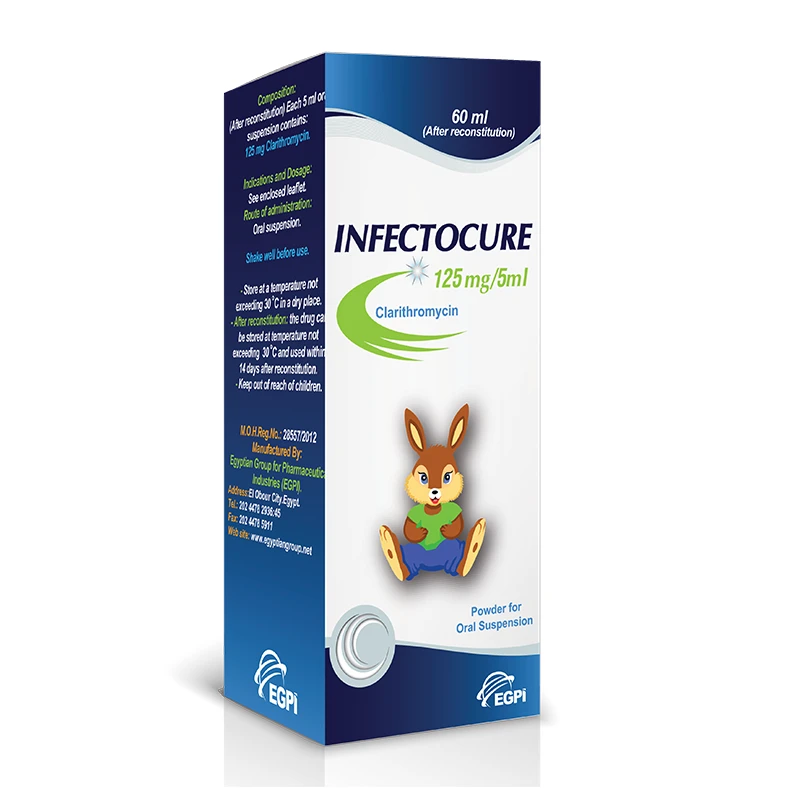 Composition:
(After reconstitution) Each 5 ml
suspension contains:
125 mg Clarithromycin.
Indications and Dosage:
See enclosed leaflet.
Route of administration:
Oral suspension.
Shake well before use.
- Store at a temperature not
exceeding 30˚C in a dry place.
- After reconstitution: the drug
be stored at temperature not
exceeding 30˚C and used within
14 days after reconstitution.
- Keep out of reach of children.
M.O.H.Reg.No.: 28557/2012
Manufactured By:
Egyptian Group for Pharmaceutical
Industries (EGPI).
Address:El Obour City.Egypt.
Tel.: 202 4478 2936:45
Fax: 202 4478 5911
Web site: www.egyptiangroup.net
EGPI
60 ml
(After reconstitution)
INFECTOCURE
125 mg/5ml
Clarithromycin
Powder for
Oral Suspension
EGPI